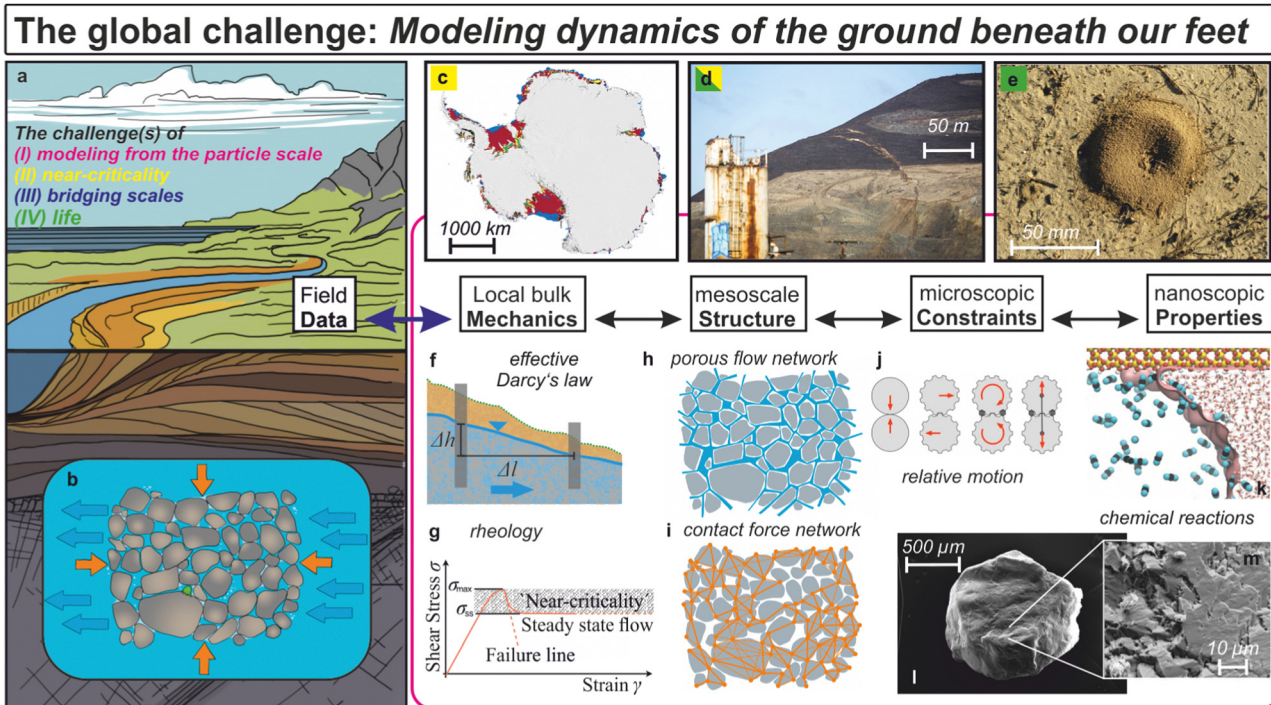 The global challenge: Modeling dynamics of the ground beneath our feet
a
The challenge(s) of
(I) modeling from the particle scale
(II) near-criticality
(III) bridging scales
(IV) life
b
c
1000 km
d
50 m
e
50 mm
Field
Data
Local bulk
Mechanics
mesoscale
Structure
microscopic
Constraints
nanoscopic
Properties
f
effective
Darcy's law
Δh
Δl
g
rheology
Shear Stress σ
σmax
σss
Near-criticality
Steady state flow
Failure line
Strain γ
h
porous flow network
i
contact force network
j
relative motion
k
chemical reactions
500 µm
l
m
10 µm